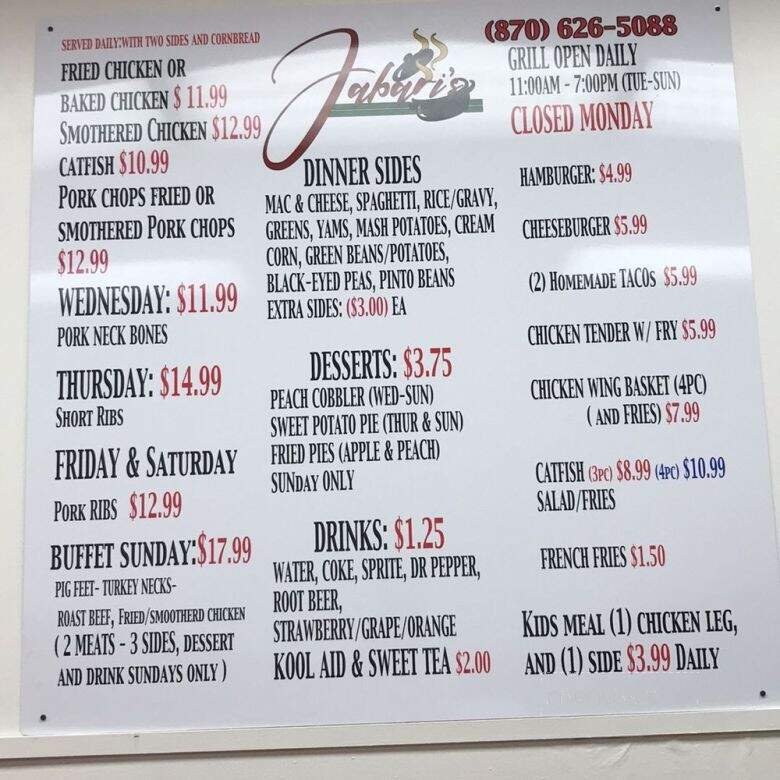 SERVED DAILY:WITH TWO SIDES AND CORNBREAD
FRIED CHICKEN OR
BAKED CHICKEN $ 11.99
SMOTHERED CHICKEN $12.99
CATFISH $10.99
PORK CHOPS FRIED OR
SMOTHERED PORK CHOPS
$12.99
WEDNESDAY: $11.99
PORK NECK BONES
THURSDAY: $14.99
SHORT RIBS
FRIDAY & SATURDAY
PORK RIBS $12.99
BUFFET SUNDAY:$17.99
PIG FEET- TURKEY NECKS-
ROAST BEEF, FRIED/SMOOTHERD CHICKEN
( 2 MEATS - 3 SIDES, DESSERT
AND DRINK SUNDAYS ONLY )
Jabari's
DINNER SIDES
MAC & CHEESE, SPAGHETTI, RICE/GRAVY,
GREENS, YAMS, MASH POTATOES, CREAM
CORN, GREEN BEANS/POTATOES,
BLACK-EYED PEAS, PINTO BEANS
EXTRA SIDES: ($3.00) EA
DESSERTS: $3.75
PEACH COBBLER (WED-SUN)
SWEET POTATO PIE (THUR & SUN)
FRIED PIES (APPLE & PEACH)
SUNDAY ONLY
DRINKS: $1.25
WATER, COKE, SPRITE, DR PEPPER,
ROOT BEER,
STRAWBERRY/GRAPE/ORANGE
KOOL AID & SWEET TEA $2.00
(870) 626-5088
GRILL OPEN DAILY
11:00AM - 7:00PM (TUE-SUN)
CLOSED MONDAY
HAMBURGER: $4.99
CHEESEBURGER $5.99
(2) HOMEMADE TACOS $5.99
CHICKEN TENDER W/ FRY $5.99
CHICKEN WING BASKET (4PC)
( AND FRIES) $7.99
CATFISH (3PC) $8.99 (4PC) $10.99
SALAD/FRIES
FRENCH FRIES $1.50
KIDS MEAL (1) CHICKEN LEG,
AND (1) SIDE $3.99 DAILY